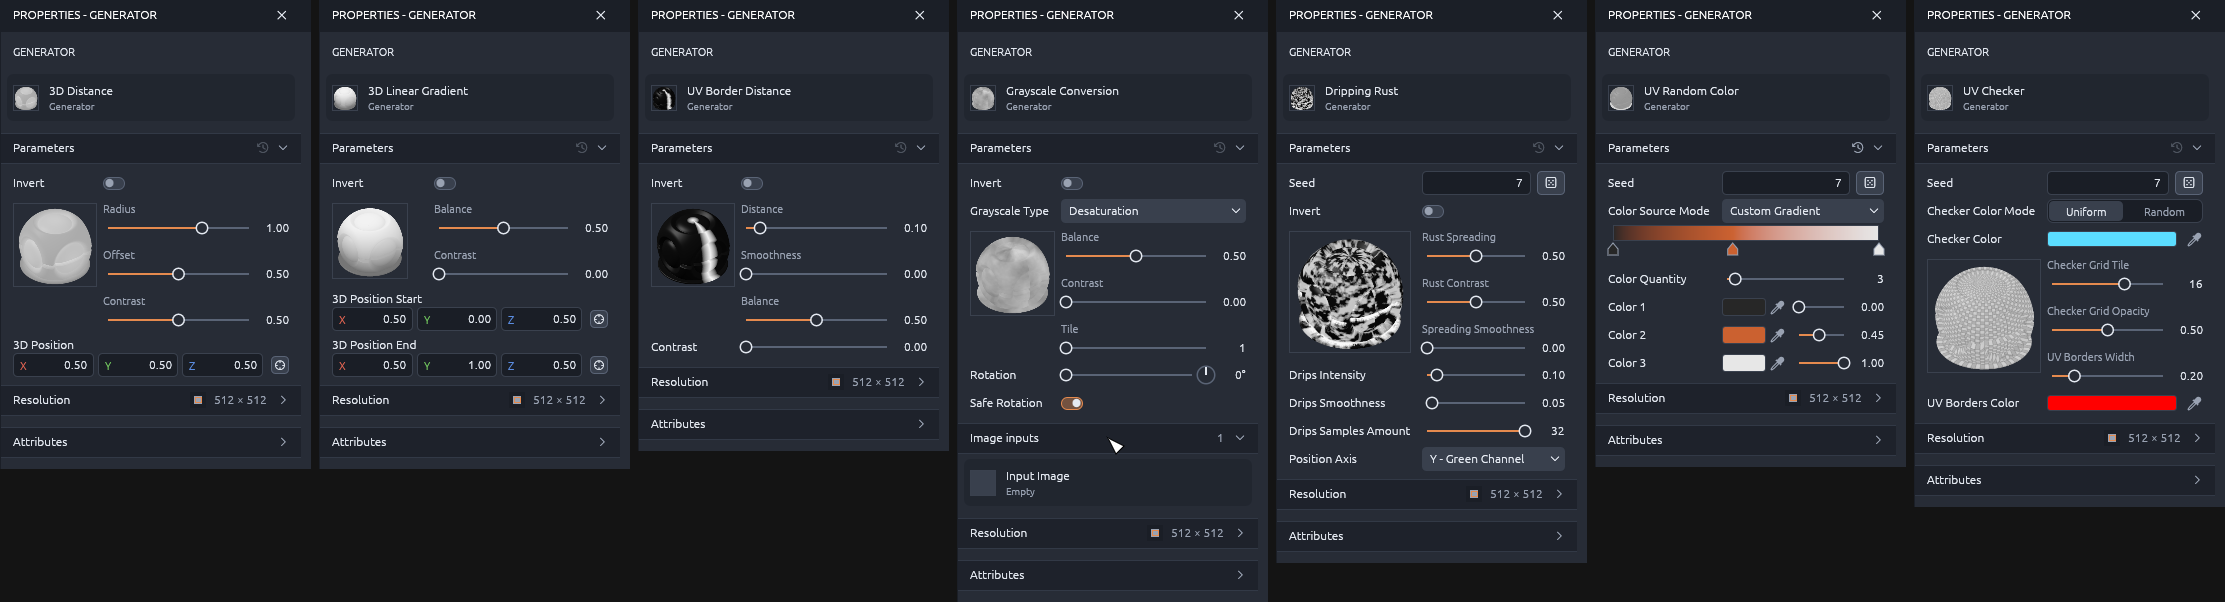 PROPERTIES - GENERATOR
GENERATOR
3D Distance
Generator
Parameters
Invert
Radius
1.00
Offset
0.50
Contrast
0.50
3D Position
X 0.50 Y 0.50 Z 0.50
Resolution 512 × 512
Attributes
PROPERTIES - GENERATOR
GENERATOR
3D Linear Gradient
Generator
Parameters
Invert
Balance
0.50
Contrast
0.00
3D Position Start
X 0.50 Y 0.00 Z 0.50
3D Position End
X 0.50 Y 1.00 Z 0.50
Resolution 512 × 512
Attributes
PROPERTIES - GENERATOR
GENERATOR
UV Border Distance
Generator
Parameters
Invert
Distance
0.10
Smoothness
0.00
Balance
0.50
Contrast 0.00
Resolution 512 × 512
Attributes
PROPERTIES - GENERATOR
GENERATOR
Grayscale Conversion
Generator
Parameters
Invert
Grayscale Type Desaturation
Balance
0.50
Contrast
0.00
Tile
1
Rotation 0°
Safe Rotation
Image inputs 1
Input Image
Empty
Resolution 512 × 512
Attributes
PROPERTIES - GENERATOR
GENERATOR
Dripping Rust
Generator
Parameters
Seed 7
Invert
Rust Spreading
0.50
Rust Contrast
0.50
Spreading Smoothness
0.00
Drips Intensity 0.10
Drips Smoothness 0.05
Drips Samples Amount 32
Position Axis Y - Green Channel
Resolution 512 × 512
Attributes
PROPERTIES - GENERATOR
GENERATOR
UV Random Color
Generator
Parameters
Seed 7
Color Source Mode Custom Gradient
Color Quantity 3
Color 1 0.00
Color 2 0.45
Color 3 1.00
Resolution 512 × 512
Attributes
PROPERTIES - GENERATOR
GENERATOR
UV Checker
Generator
Parameters
Seed 7
Checker Color Mode Uniform Random
Checker Color
Checker Grid Tile
16
Checker Grid Opacity
0.50
UV Borders Width
0.20
UV Borders Color
Resolution 512 × 512
Attributes